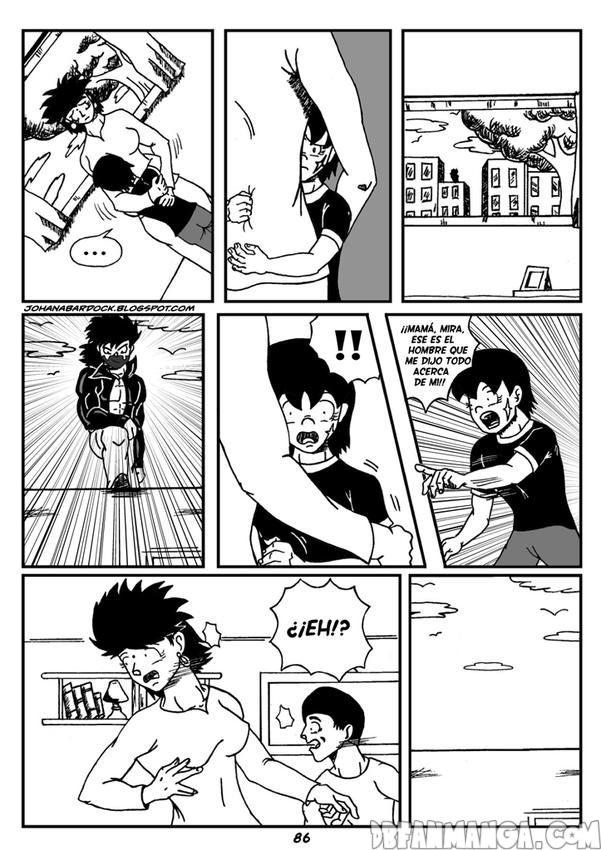 ...
JOHANABARDOCK.BLOGSPOT.COM
!!
¡¡MAMÁ, MIRA,
ESE ES EL
HOMBRE QUE
ME DIJO TODO
ACERCA
DE MI!!
¿¡EH!?
86
DBFANMANGA.COM